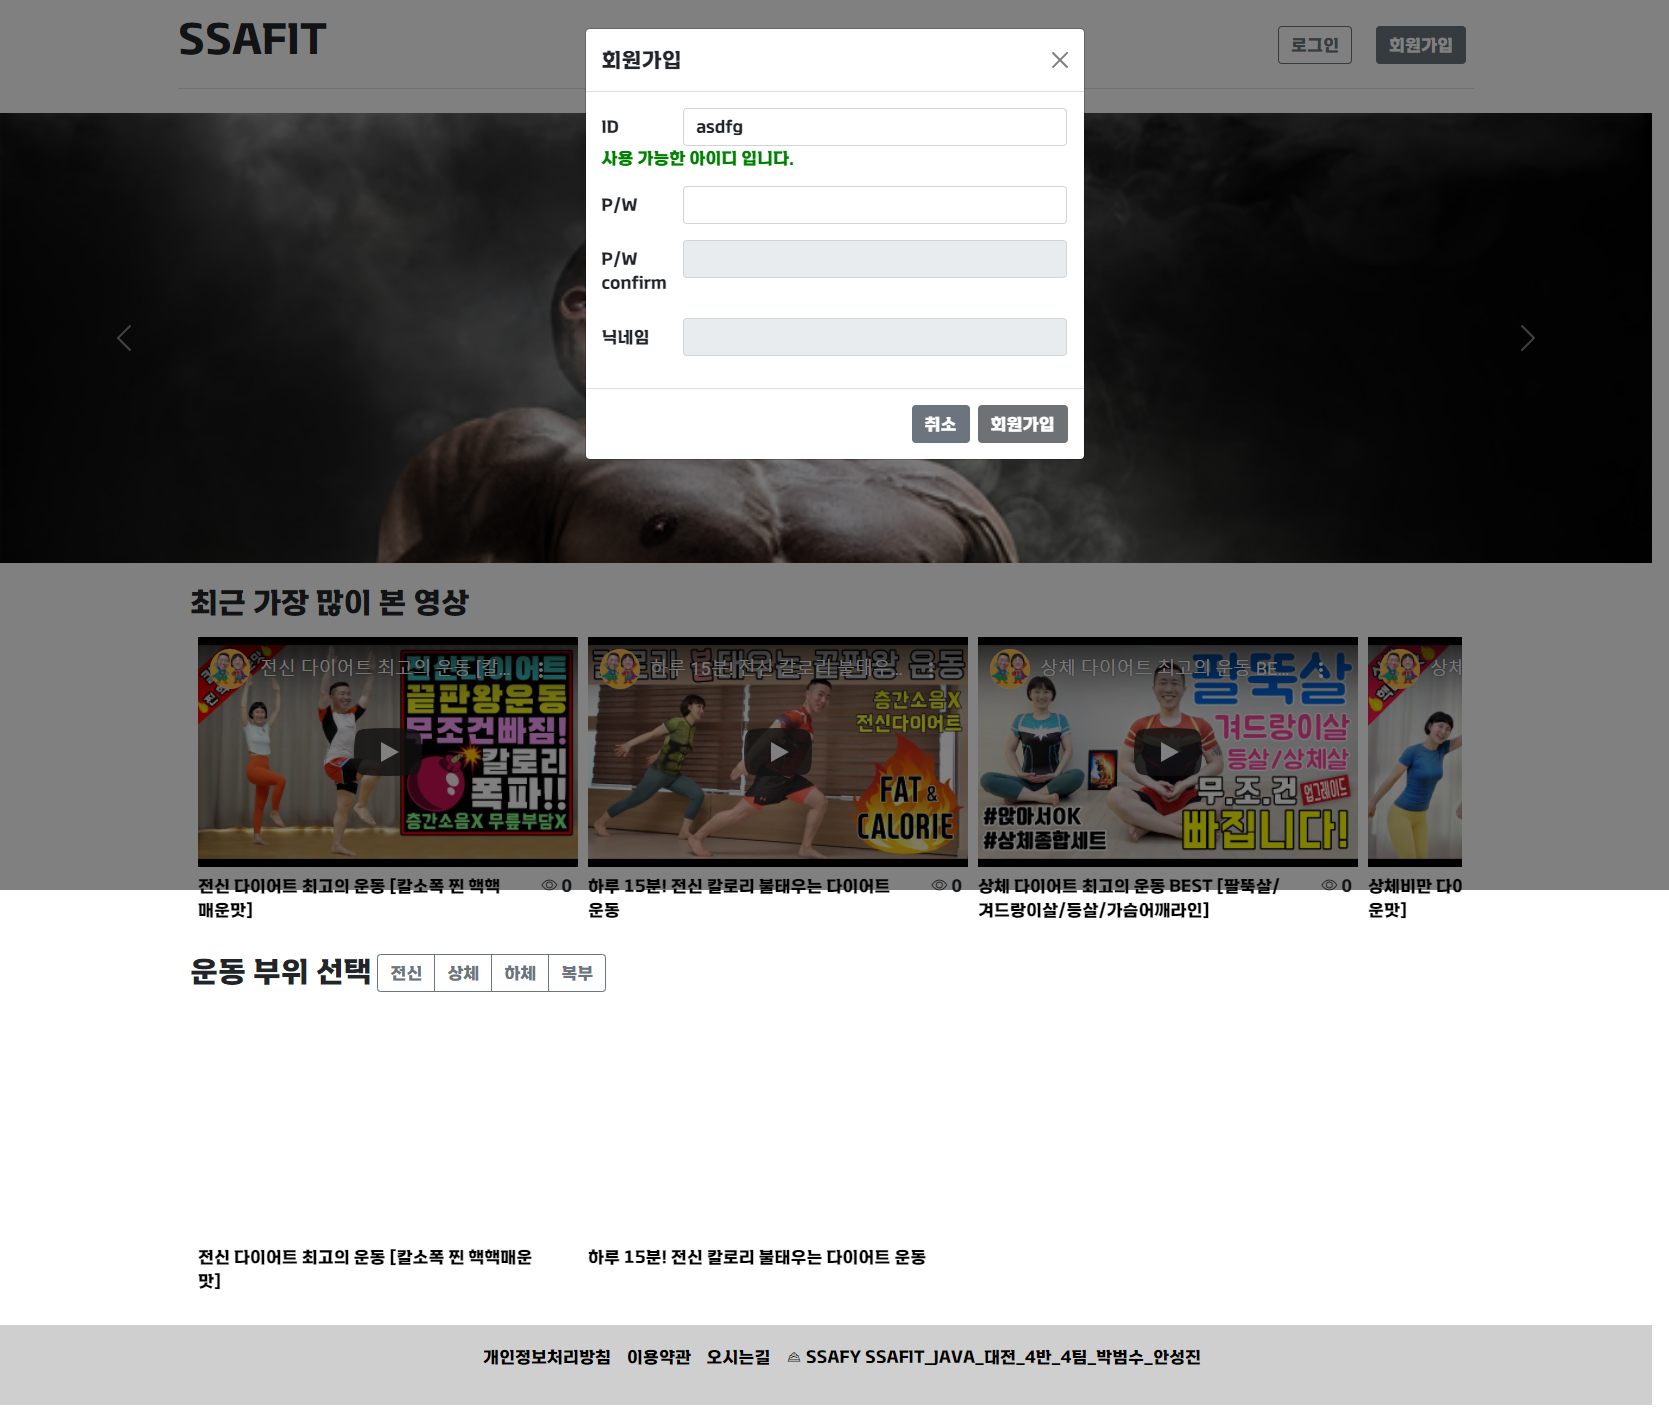 SSAFIT
로그인
회원가입
회원가입
ID
asdfg
사용 가능한 아이디 입니다.
P/W
P/W
confirm
닉네임
취소
회원가입
최근 가장 많이 본 영상
전신 다이어트 최고의 운동 [칼...
전신다이어트
끝판왕운동
무조건빠짐!
칼로리
폭파!!
층간소음X 무릎부담X
하루 15분! 전신 칼로리 불태우...
층간소음X
전신다이어트
FAT &
CALORIE
상체 다이어트 최고의 운동 BE...
팔뚝살
겨드랑이살
등살/상체살
무.조.건
업그레이드
빠집니다!
#앉아서OK
#상체종합세트
상체
전신 다이어트 최고의 운동 [칼소폭 찐 핵핵
매운맛]
0
하루 15분! 전신 칼로리 불태우는 다이어트
운동
0
상체 다이어트 최고의 운동 BEST [팔뚝살/
겨드랑이살/등살/가슴어깨라인]
0
상체비만 다이
운맛]
운동 부위 선택
전신
상체
하체
복부
전신 다이어트 최고의 운동 [칼소폭 찐 핵핵매운
맛]
하루 15분! 전신 칼로리 불태우는 다이어트 운동
개인정보처리방침 이용약관 오시는길 SSAFY SSAFIT_JAVA_대전_4반_4팀_박범수_안성진